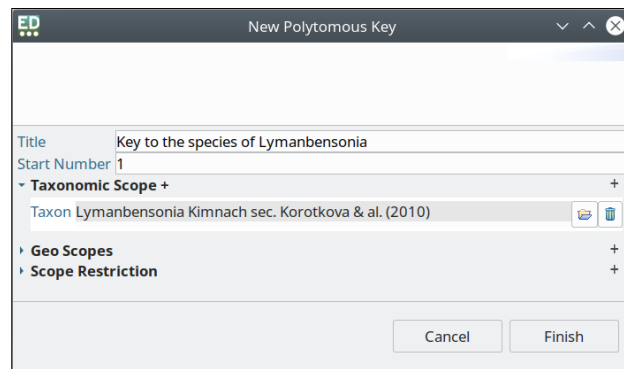 ED
New Polytomous Key
Title Key to the species of Lymanbensonia
Start Number 1
Taxonomic Scope + +
Taxon Lymanbensonia Kimnach sec. Korotkova & al. (2010)
Geo Scopes +
Scope Restriction +
Cancel Finish